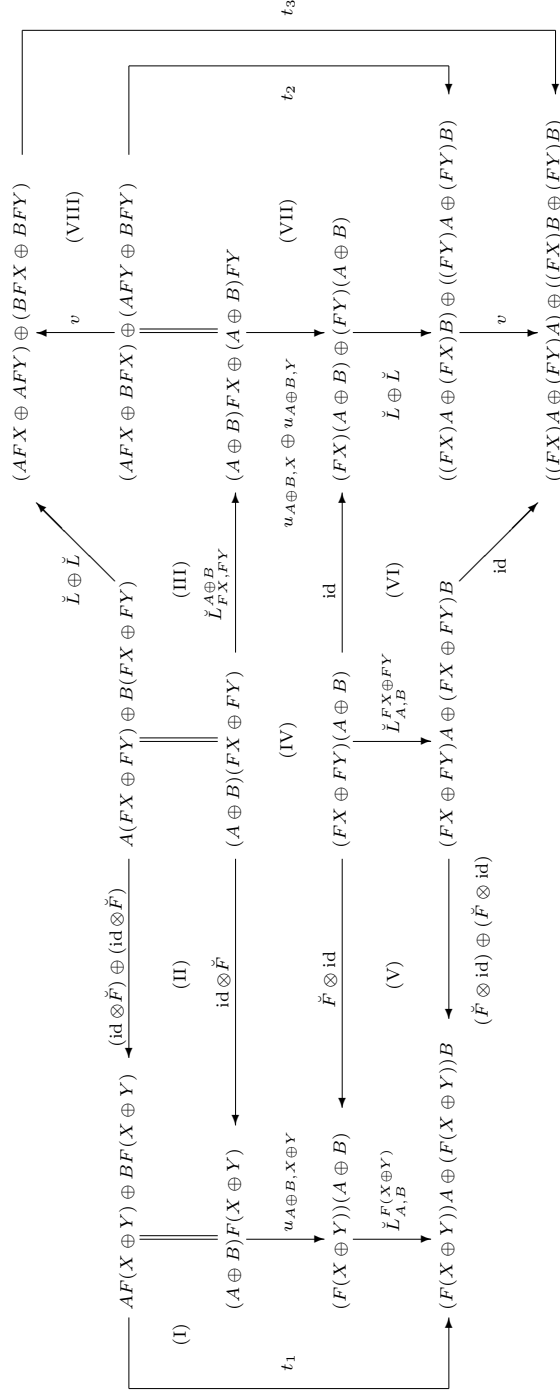 (AFX ⊕ AFY) ⊕ (BFX ⊕ BFY)
L̆ ⊕ L̆
v
(VIII)
(id ⊗F̆) ⊕ (id ⊗F̆)
AF(X ⊕ Y) ⊕ BF(X ⊕ Y)
A(FX ⊕ FY) ⊕ B(FX ⊕ FY)
(AFX ⊕ BFX) ⊕ (AFY ⊕ BFY)
(I)
(II)
(III)
id ⊗F̆
L̆^{A⊕B}_{FX,FY}
(A ⊕ B)F(X ⊕ Y)
(A ⊕ B)(FX ⊕ FY)
(A ⊕ B)FX ⊕ (A ⊕ B)FY
t_1
u_{A⊕B,X⊕Y}
(IV)
u_{A⊕B,X} ⊕ u_{A⊕B,Y}
(VII)
t_2
t_3
F̆ ⊗ id
id
(F(X ⊕ Y))(A ⊕ B)
(FX ⊕ FY)(A ⊕ B)
(FX)(A ⊕ B) ⊕ (FY)(A ⊕ B)
L̆^{F(X⊕Y)}_{A,B}
(V)
L̆^{FX⊕FY}_{A,B}
(VI)
L̆ ⊕ L̆
(F(X ⊕ Y))A ⊕ (F(X ⊕ Y))B
(FX ⊕ FY)A ⊕ (FX ⊕ FY)B
((FX)A ⊕ (FX)B) ⊕ ((FY)A ⊕ (FY)B)
(F̆ ⊗ id) ⊕ (F̆ ⊗ id)
id
v
((FX)A ⊕ (FY)A) ⊕ ((FX)B ⊕ (FY)B)